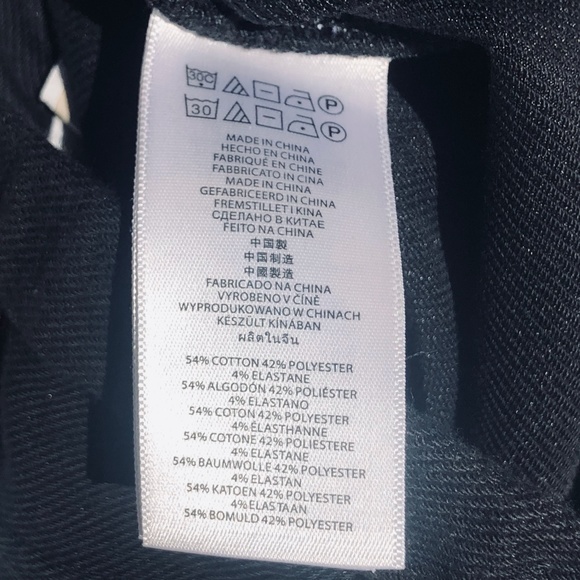 30C P
30 P
MADE IN CHINA
HECHO EN CHINA
FABRIQUÉ EN CHINE
FABBRICATO IN CINA
MADE IN CHINA
GEFABRICEERD IN CHINA
FREMSTILLET I KINA
СДЕЛАНО В КИТАЕ
FEITO NA CHINA
中国製
中国制造
中國製造
FABRICADO NA CHINA
VYROBENO V ČÍNĚ
WYPRODUKOWANO W CHINACH
KÉSZÜLT KÍNÁBAN
ผลิตในจีน
54% COTTON 42% POLYESTER
4% ELASTANE
54% ALGODÓN 42% POLIÉSTER
4% ELASTANO
54% COTON 42% POLYESTER
4% ÉLASTHANNE
54% COTONE 42% POLIESTERE
4% ELASTANE
54% BAUMWOLLE 42% POLYESTER
4% ELASTAN
54% KATOEN 42% POLYESTER
4% ELASTAAN
54% BOMULD 42% POLYESTER